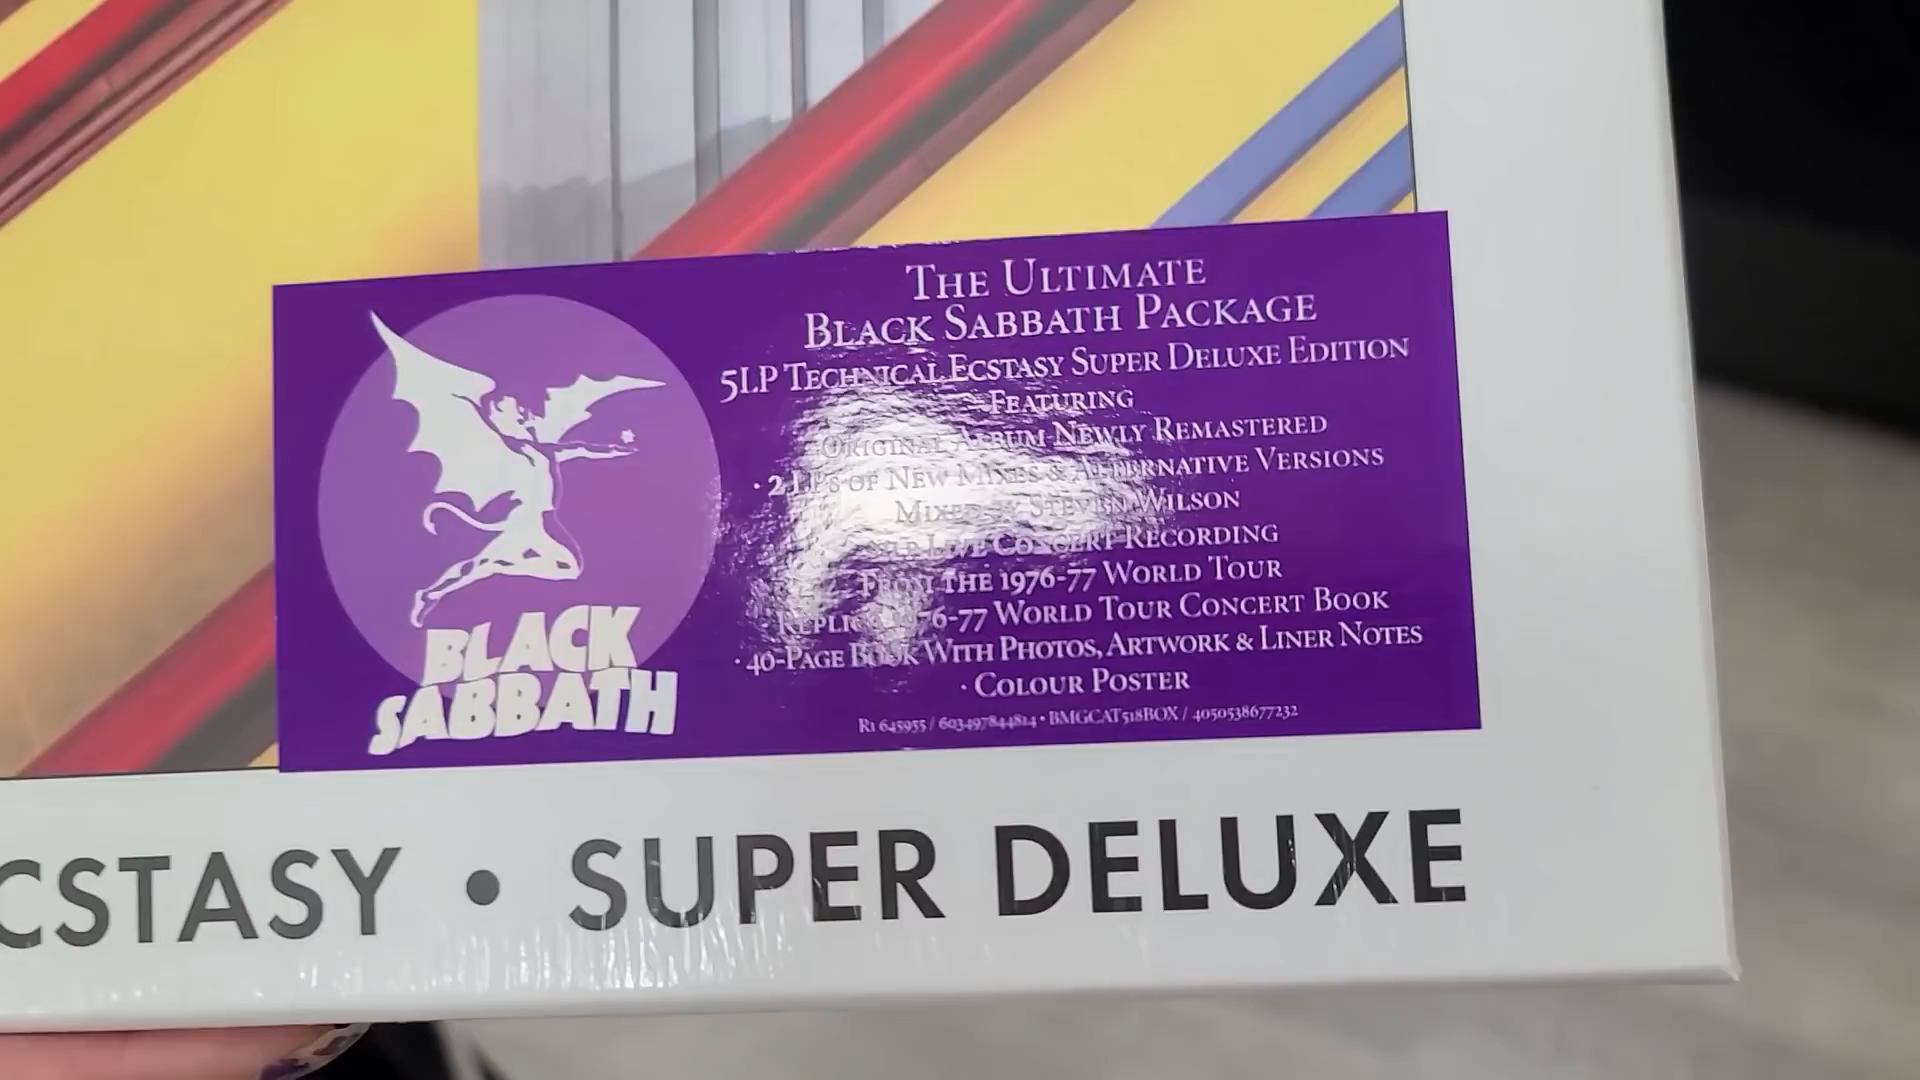 The Ultimate
Black Sabbath Package
5LP Technical Ecstasy Super Deluxe Edition
Featuring
Original Album Newly Remastered
· 2 LPs of New Mixes & Alternative Versions
Mixed by Steven Wilson
Live Concert Recording
From the 1976-77 World Tour
76-77 World Tour Concert Book
· 40-Page Book With Photos, Artwork & Liner Notes
· Colour Poster
R1 645955 / 603497844814 · BMGCAT518BOX / 4050538677232
BLACK
SABBATH
CSTASY • SUPER DELUXE